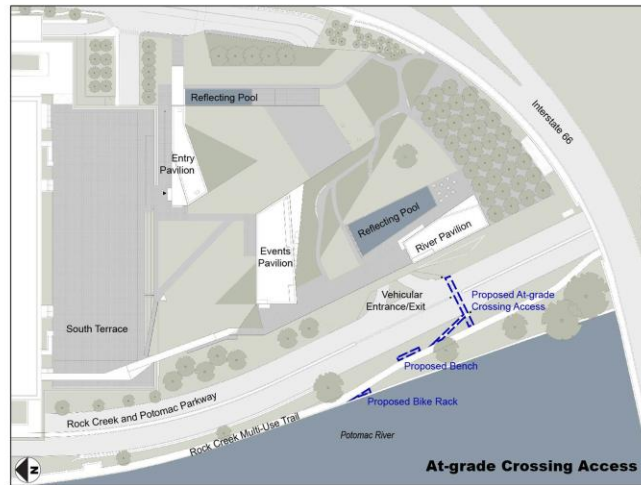 Reflecting Pool
Interstate 66
Entry
Pavilion
Reflecting Pool
Events
Pavilion
River Pavilion
Vehicular
Entrance/Exit
Proposed At-grade
Crossing Access
South Terrace
Proposed Bench
Rock Creek and Potomac Parkway
Proposed Bike Rack
Rock Creek Multi-Use Trail
Potomac River
N
At-grade Crossing Access